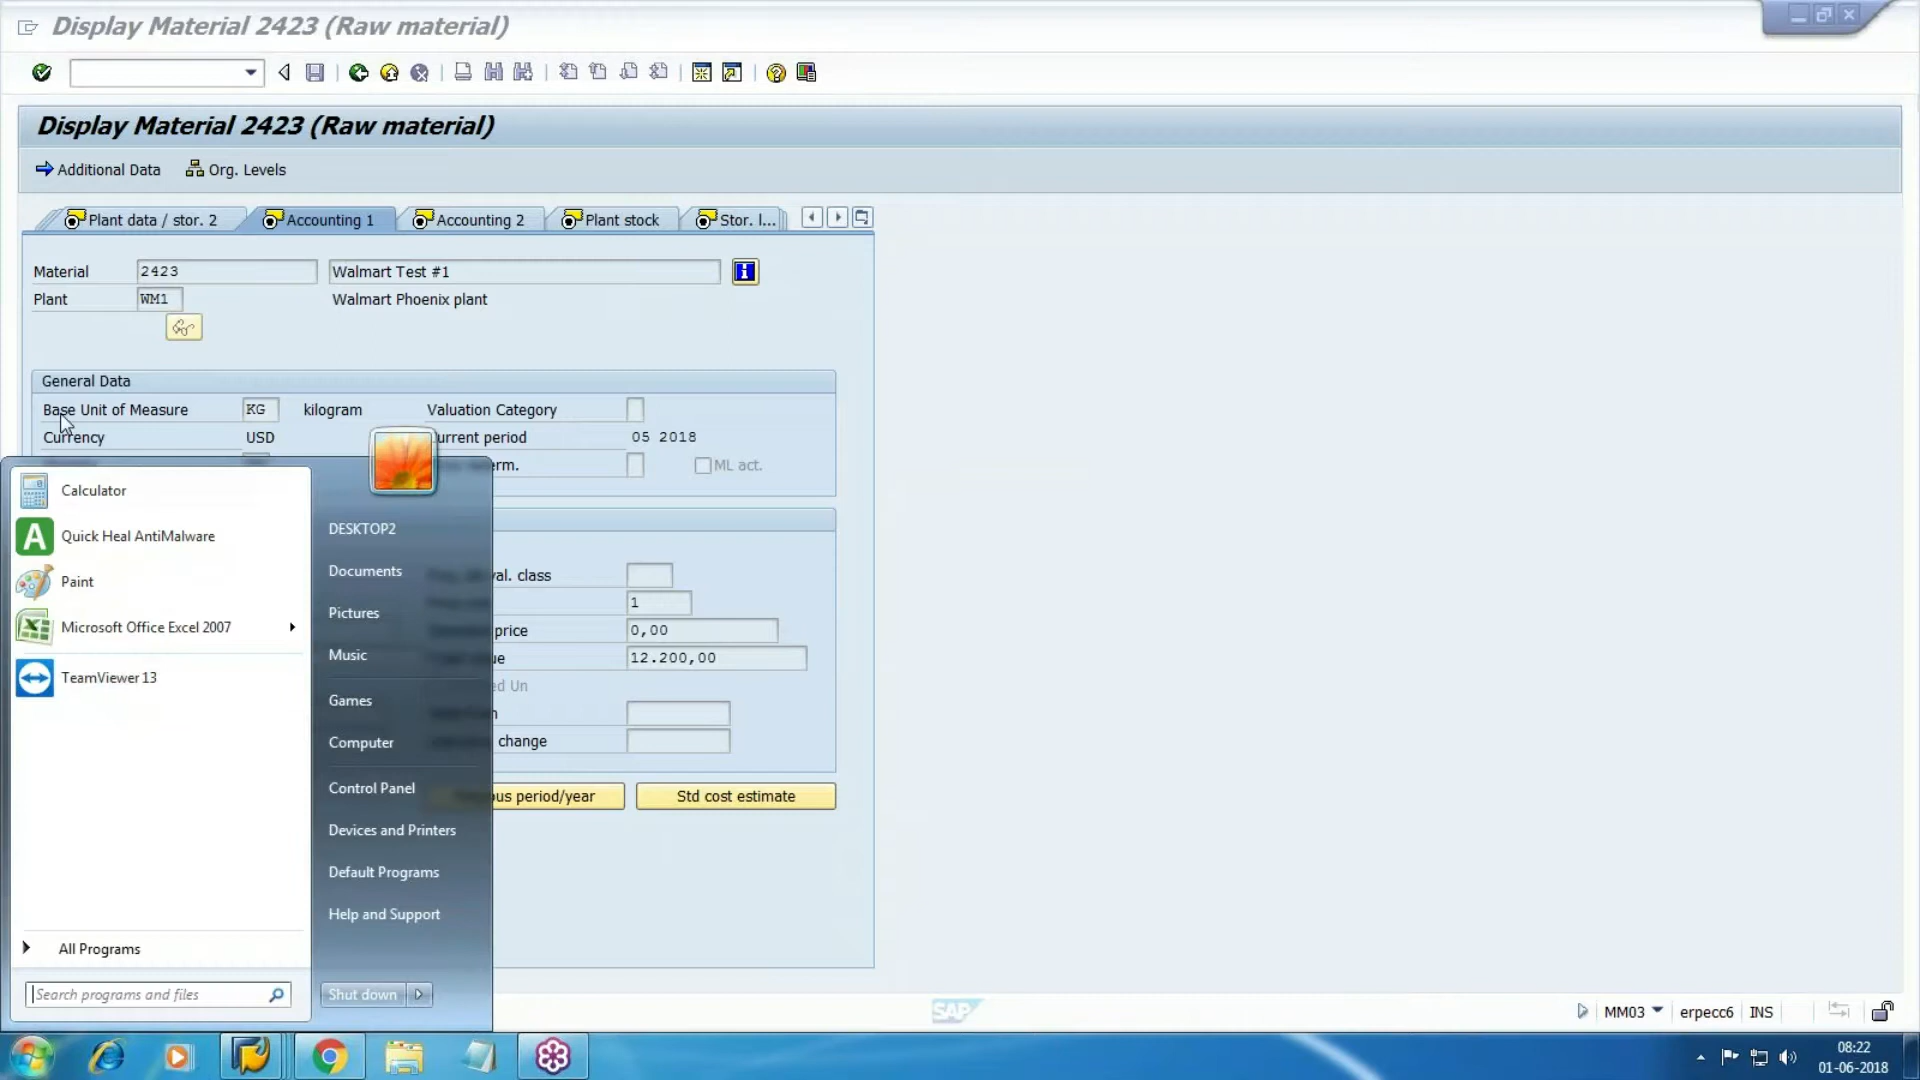 Display Material 2423 (Raw material)
Display Material 2423 (Raw material)
Additional Data Org. Levels
Plant data / stor. 2 Accounting 1 Accounting 2 Plant stock Stor. l...
Material 2423 Walmart Test #1
Plant WM1 Walmart Phoenix plant
General Data
Base Unit of Measure KG kilogram Valuation Category
Currency USD urrent period 05 2018
erm. ML act.
Calculator
Quick Heal AntiMalware
Paint
Microsoft Office Excel 2007
TeamViewer 13
All Programs
Search programs and files
DESKTOP2
Documents
Pictures
Music
Games
Computer
Control Panel
Devices and Printers
Default Programs
Help and Support
Shut down
val. class
1
price 0,00
12.200,00
ed Un
change
us period/year Std cost estimate
SAP
MM03 erpecc6 INS
08:22
01-06-2018